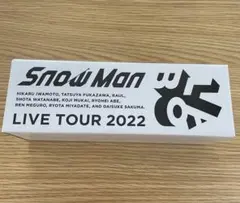 Snow Man
HIKARU IWAMOTO, TATSUYA FUKAZAWA, RAUL,
SHOTA WATANABE, KOJI MUKAI, RYOHEI ABE,
REN MEGURO, RYOTA MIYADATE, AND DAISUKE SAKUMA.
LIVE TOUR 2022